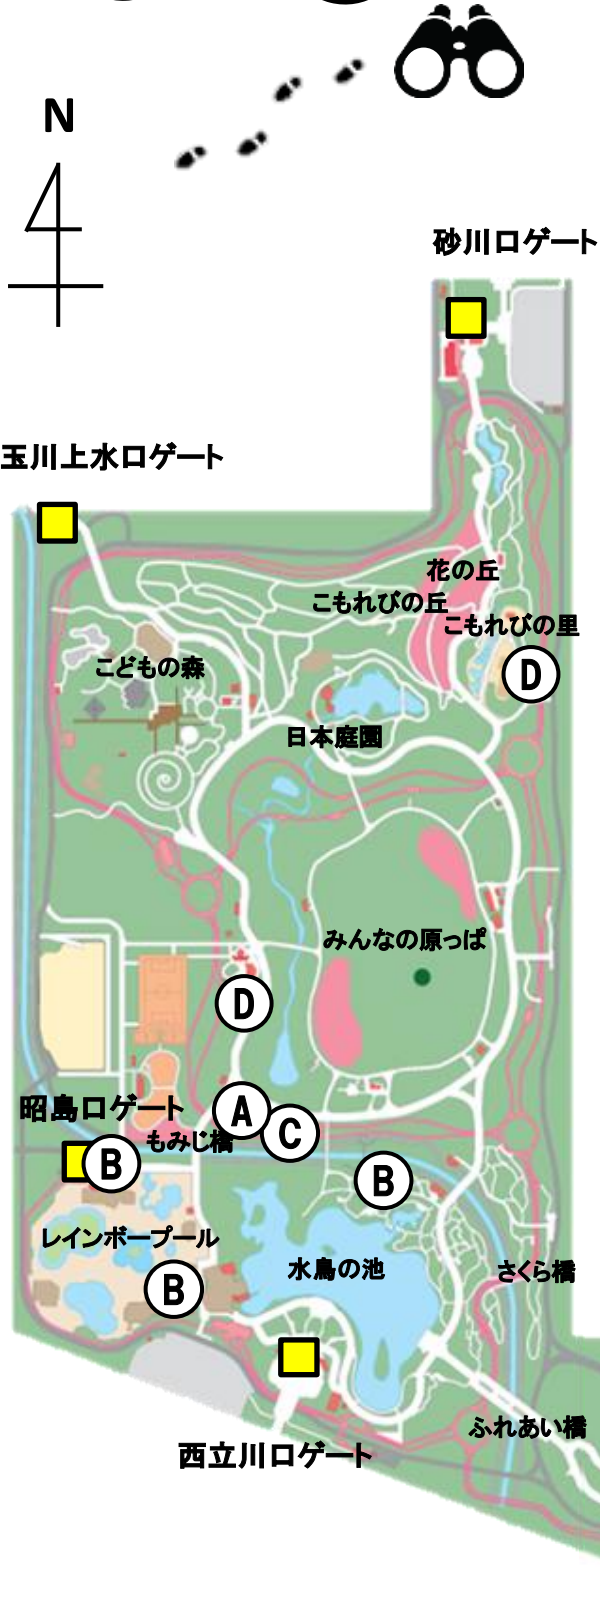 N
砂川口ゲート
玉川上水口ゲート
花の丘
こもれびの丘
こもれびの里
D
こどもの森
日本庭園
みんなの原っぱ
D
昭島口ゲート
A
C
もみじ橋
B
B
レインボープール
水鳥の池
さくら橋
B
ふれあい橋
西立川口ゲート